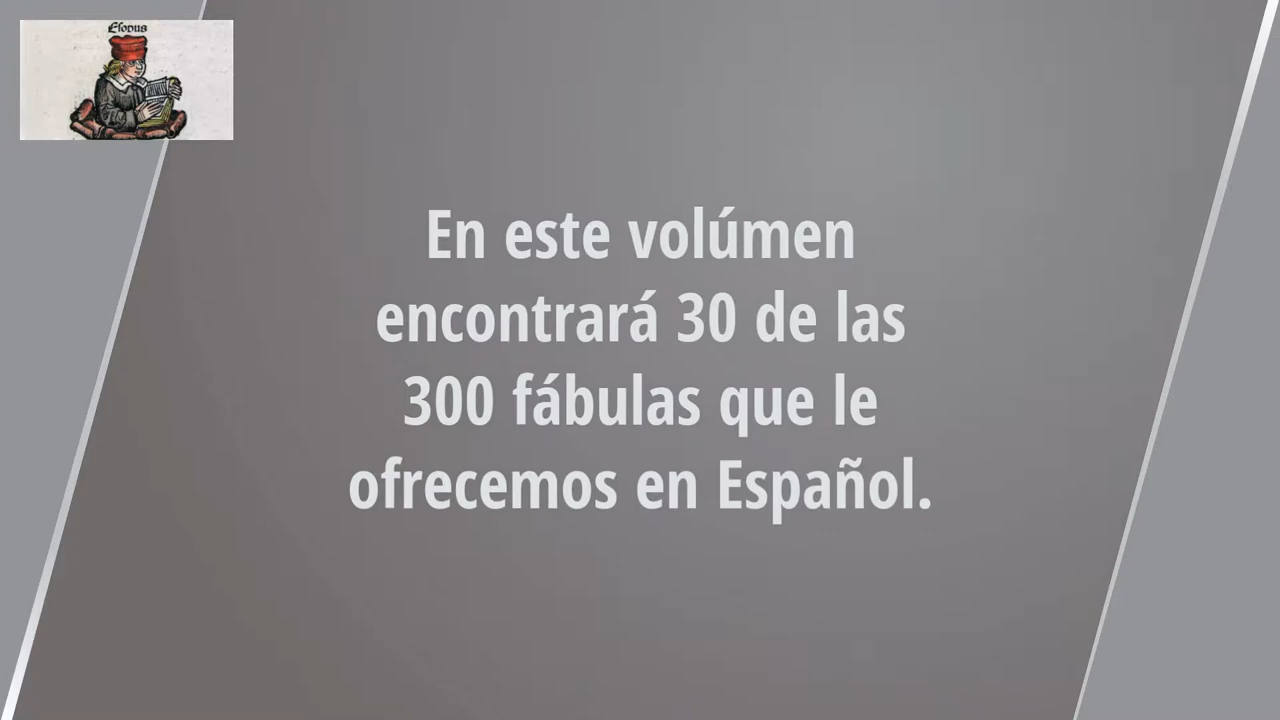 Esopus
En este volúmen
encontrará 30 de las
300 fábulas que le
ofrecemos en Español.